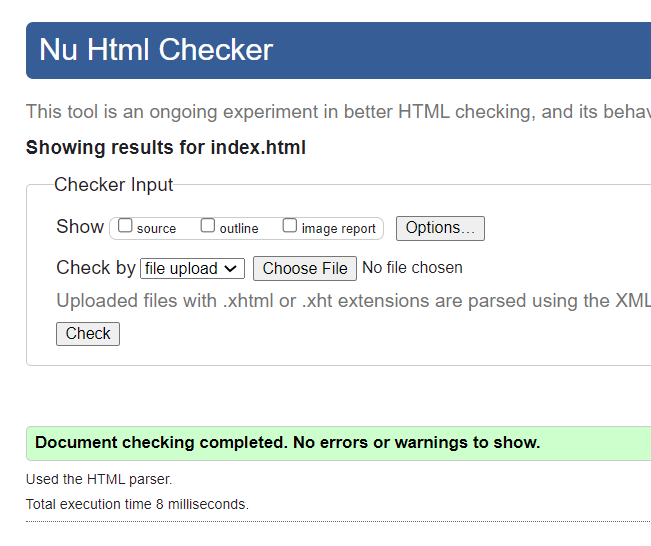 Nu Html Checker
This tool is an ongoing experiment in better HTML checking, and its behav
Showing results for index.html
Checker Input
Show source outline image report Options...
Check by file upload Choose File No file chosen
Uploaded files with .xhtml or .xht extensions are parsed using the XML
Check
Document checking completed. No errors or warnings to show.
Used the HTML parser.
Total execution time 8 milliseconds.